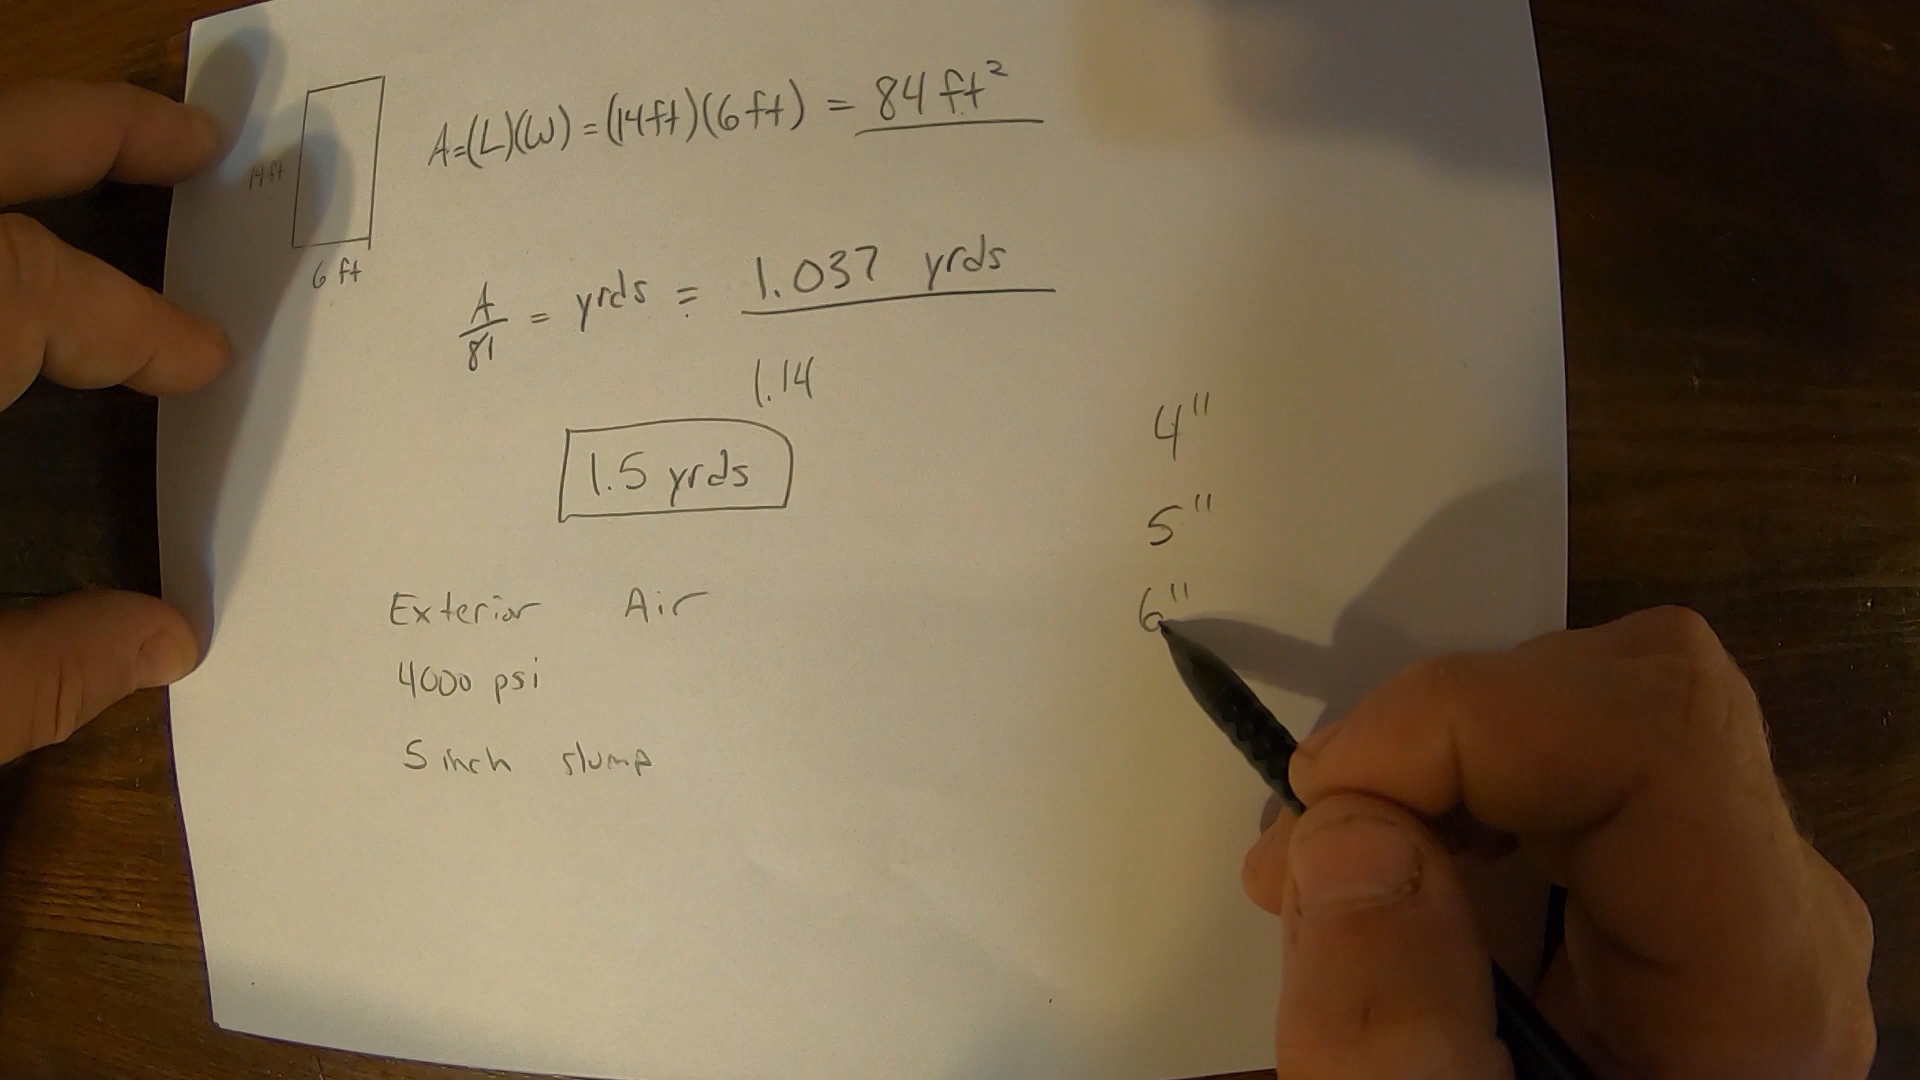 14ft
6 ft
A=(L)(W)=(14ft)(6ft) = 84 ft²
A/81 = yrds = 1.037 yrds
1.14
1.5 yrds
4"
5"
6"
Exterior Air
4000 psi
5 inch slump